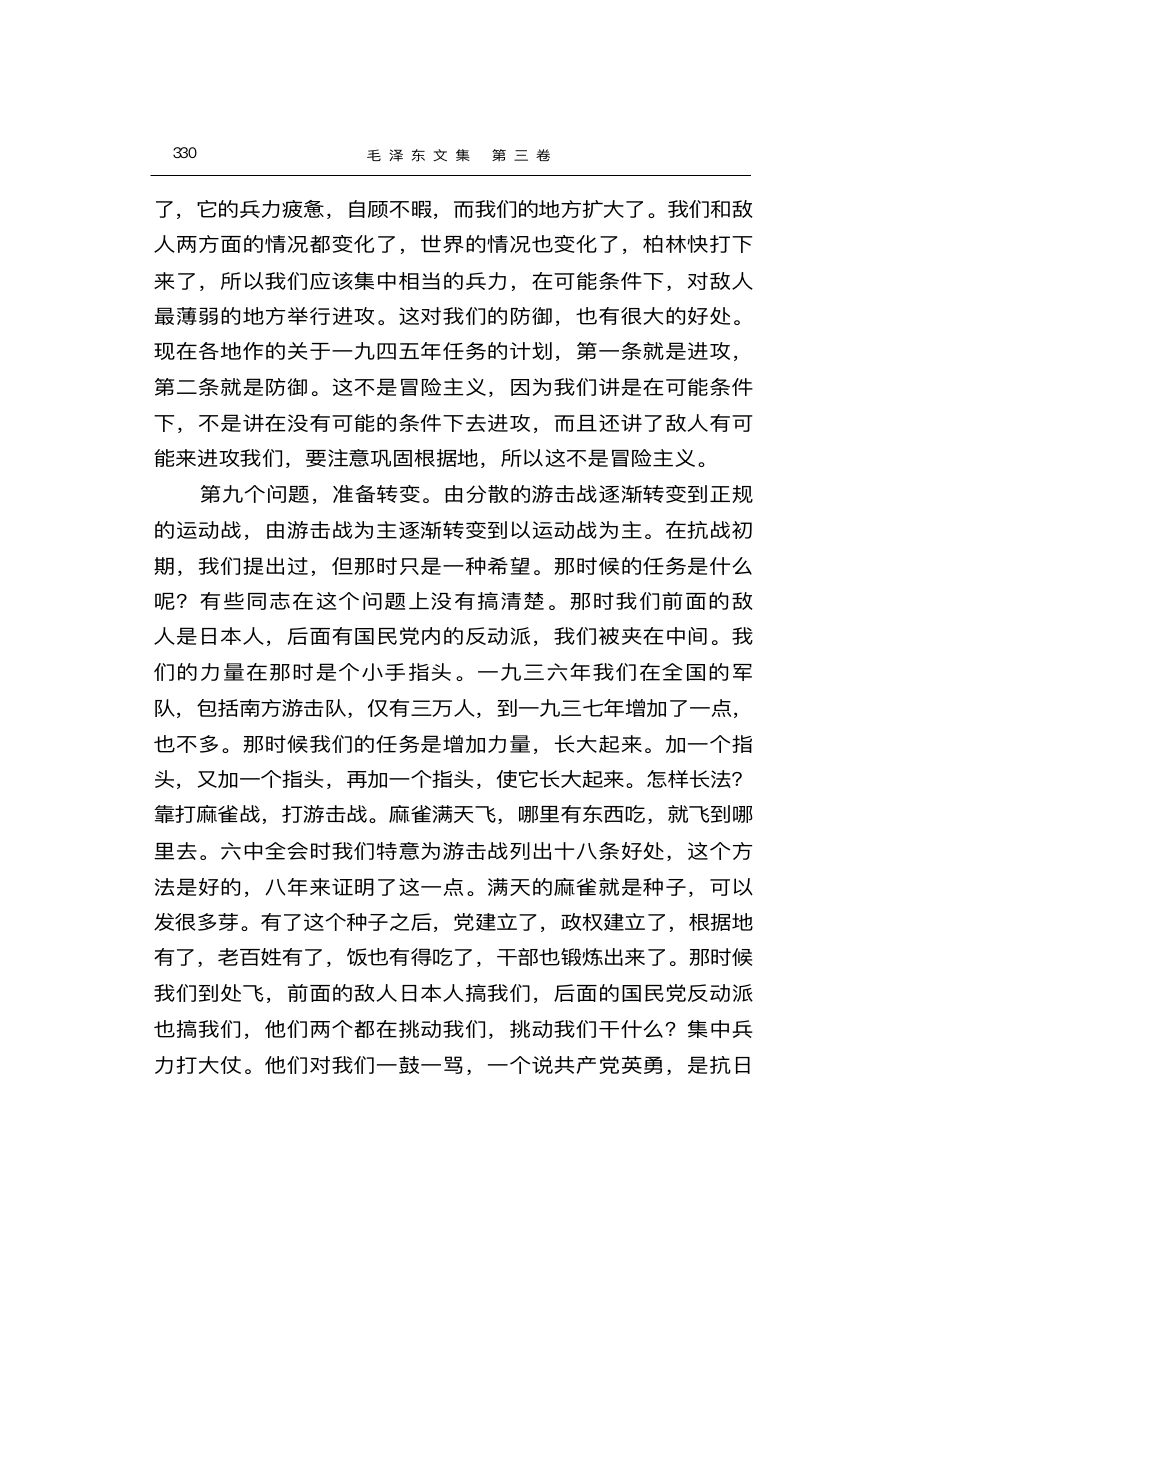 330 毛泽东文集 第三卷
了，它的兵力疲惫，自顾不暇，而我们的地方扩大了。我们和敌
人两方面的情况都变化了，世界的情况也变化了，柏林快打下
来了，所以我们应该集中相当的兵力，在可能条件下，对敌人
最薄弱的地方举行进攻。这对我们的防御，也有很大的好处。
现在各地作的关于一九四五年任务的计划，第一条就是进攻，
第二条就是防御。这不是冒险主义，因为我们讲是在可能条件
下，不是讲在没有可能的条件下去进攻，而且还讲了敌人有可
能来进攻我们，要注意巩固根据地，所以这不是冒险主义。
第九个问题，准备转变。由分散的游击战逐渐转变到正规
的运动战，由游击战为主逐渐转变到以运动战为主。在抗战初
期，我们提出过，但那时只是一种希望。那时候的任务是什么
呢？有些同志在这个问题上没有搞清楚。那时我们前面的敌
人是日本人，后面有国民党内的反动派，我们被夹在中间。我
们的力量在那时是个小手指头。一九三六年我们在全国的军
队，包括南方游击队，仅有三万人，到一九三七年增加了一点，
也不多。那时候我们的任务是增加力量，长大起来。加一个指
头，又加一个指头，再加一个指头，使它长大起来。怎样长法？
靠打麻雀战，打游击战。麻雀满天飞，哪里有东西吃，就飞到哪
里去。六中全会时我们特意为游击战列出十八条好处，这个方
法是好的，八年来证明了这一点。满天的麻雀就是种子，可以
发很多芽。有了这个种子之后，党建立了，政权建立了，根据地
有了，老百姓有了，饭也有得吃了，干部也锻炼出来了。那时候
我们到处飞，前面的敌人日本人搞我们，后面的国民党反动派
也搞我们，他们两个都在挑动我们，挑动我们干什么？集中兵
力打大仗。他们对我们一鼓一骂，一个说共产党英勇，是抗日